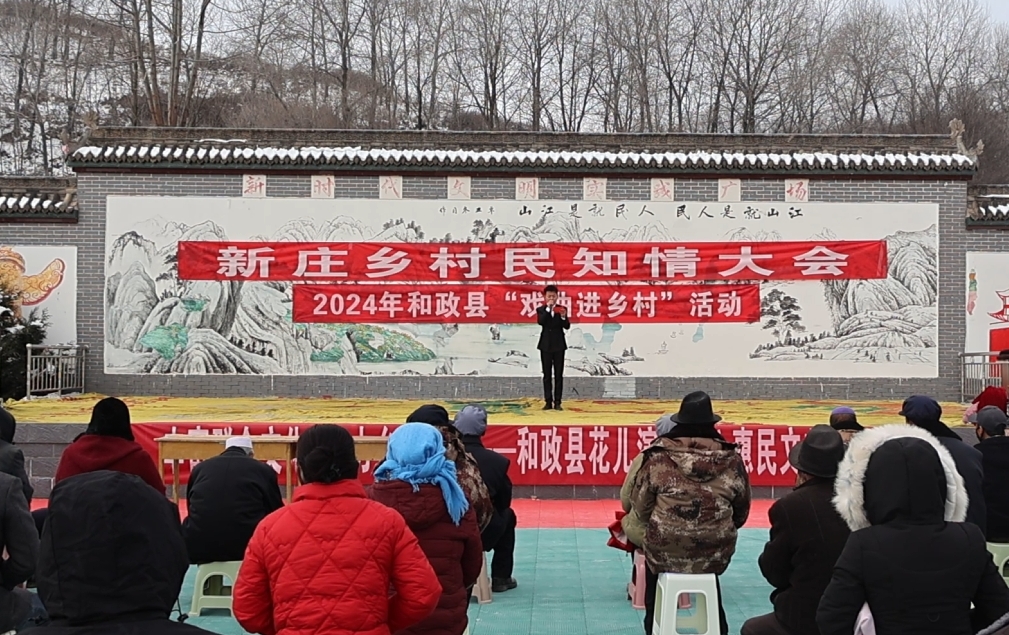 新时代文明实践广场
江山就是人民 人民就是江山
新庄乡村民知情大会
2024年和政县“戏曲进乡村”活动
和政县花儿 惠民文